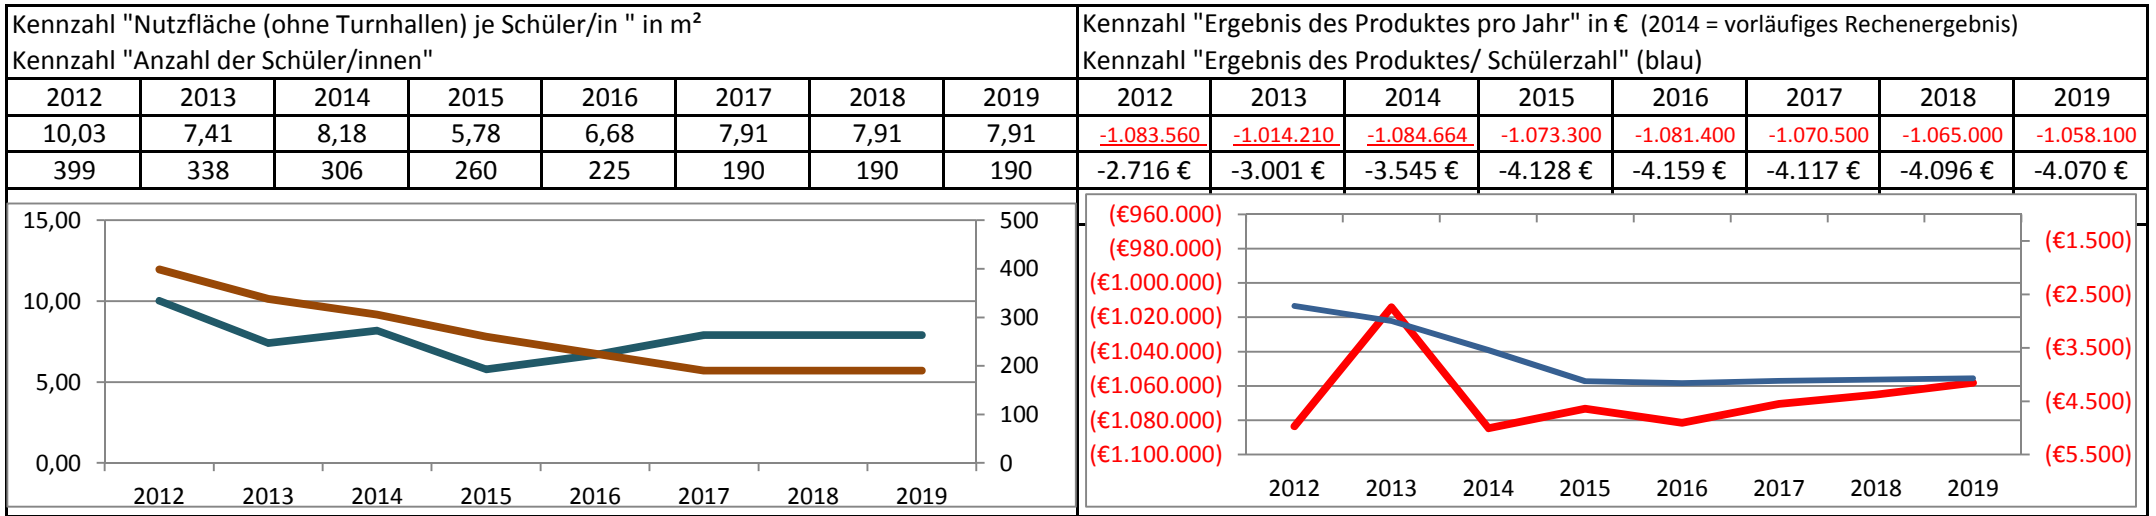 Kennzahl "Nutzfläche (ohne Turnhallen) je Schüler/in " in m²
Kennzahl "Anzahl der Schüler/innen"
2012 2013 2014 2015 2016 2017 2018 2019
10,03 7,41 8,18 5,78 6,68 7,91 7,91 7,91
399 338 306 260 225 190 190 190
15,00 500
400
10,00
300
200
5,00
100
0,00 0
2012 2013 2014 2015 2016 2017 2018 2019
Kennzahl "Ergebnis des Produktes pro Jahr" in € (2014 = vorläufiges Rechenergebnis)
Kennzahl "Ergebnis des Produktes/ Schülerzahl" (blau)
2012 2013 2014 2015 2016 2017 2018 2019
-1.083.560 -1.014.210 -1.084.664 -1.073.300 -1.081.400 -1.070.500 -1.065.000 -1.058.100
-2.716 € -3.001 € -3.545 € -4.128 € -4.159 € -4.117 € -4.096 € -4.070 €
(€960.000)
(€1.500)
(€980.000)
(€1.000.000)
(€2.500)
(€1.020.000)
(€3.500)
(€1.040.000)
(€1.060.000)
(€4.500)
(€1.080.000)
(€1.100.000) (€5.500)
2012 2013 2014 2015 2016 2017 2018 2019